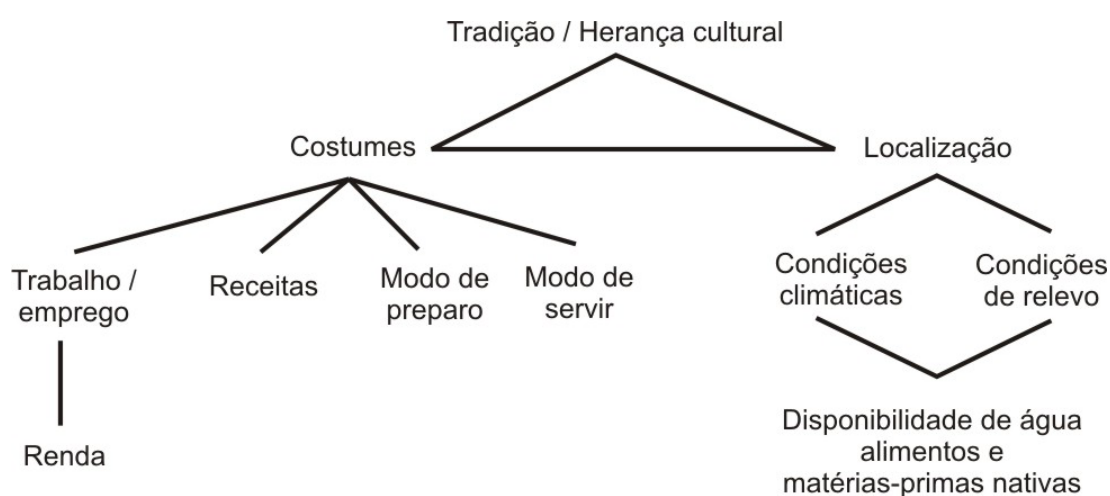 Tradição / Herança cultural
Costumes
Localização
Trabalho /
emprego
Receitas
Modo de
preparo
Modo de
servir
Condições
climáticas
Condições
de relevo
Renda
Disponibilidade de água
alimentos e
matérias-primas nativas